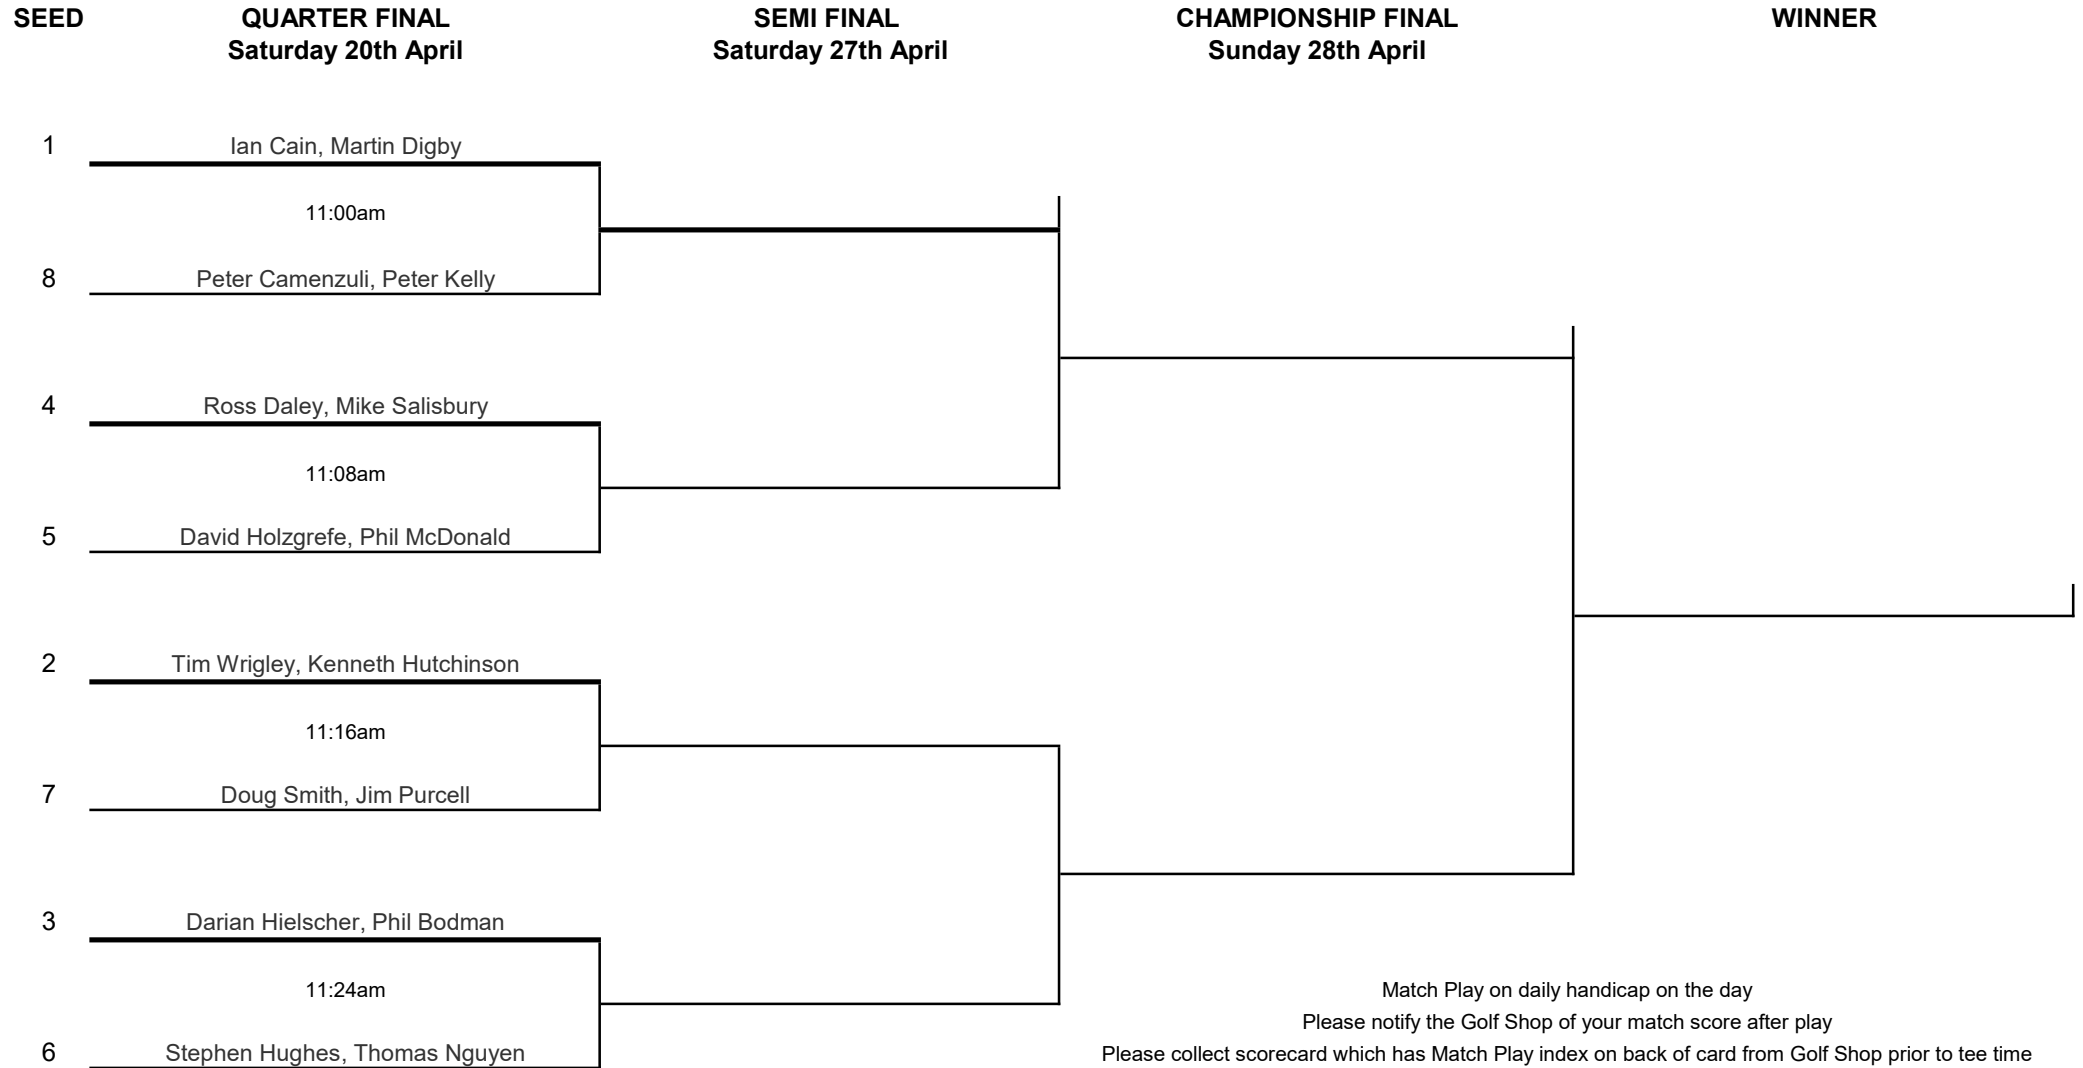 SEED QUARTER FINAL SEMI FINAL CHAMPIONSHIP FINAL WINNER
Saturday 20th April Saturday 27th April Sunday 28th April
1 Ian Cain, Martin Digby
11:00am
8 Peter Camenzuli, Peter Kelly
4 Ross Daley, Mike Salisbury
11:08am
5 David Holzgrefe, Phil McDonald
2 Tim Wrigley, Kenneth Hutchinson
11:16am
7 Doug Smith, Jim Purcell
3 Darian Hielscher, Phil Bodman
11:24am Match Play on daily handicap on the day
Please notify the Golf Shop of your match score after play
6 Stephen Hughes, Thomas Nguyen Please collect scorecard which has Match Play index on back of card from Golf Shop prior to tee time